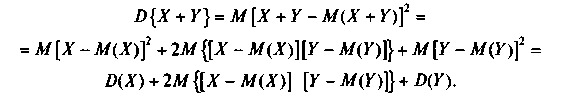 D{X + Y} = M[X + Y – M(X + Y)]² =
= M[X – M(X)]² + 2M{[X – M(X)][Y – M(Y)]} + M[Y – M(Y)]² =
D(X) + 2M{[X – M(X)] [Y – M(Y)]} + D(Y).